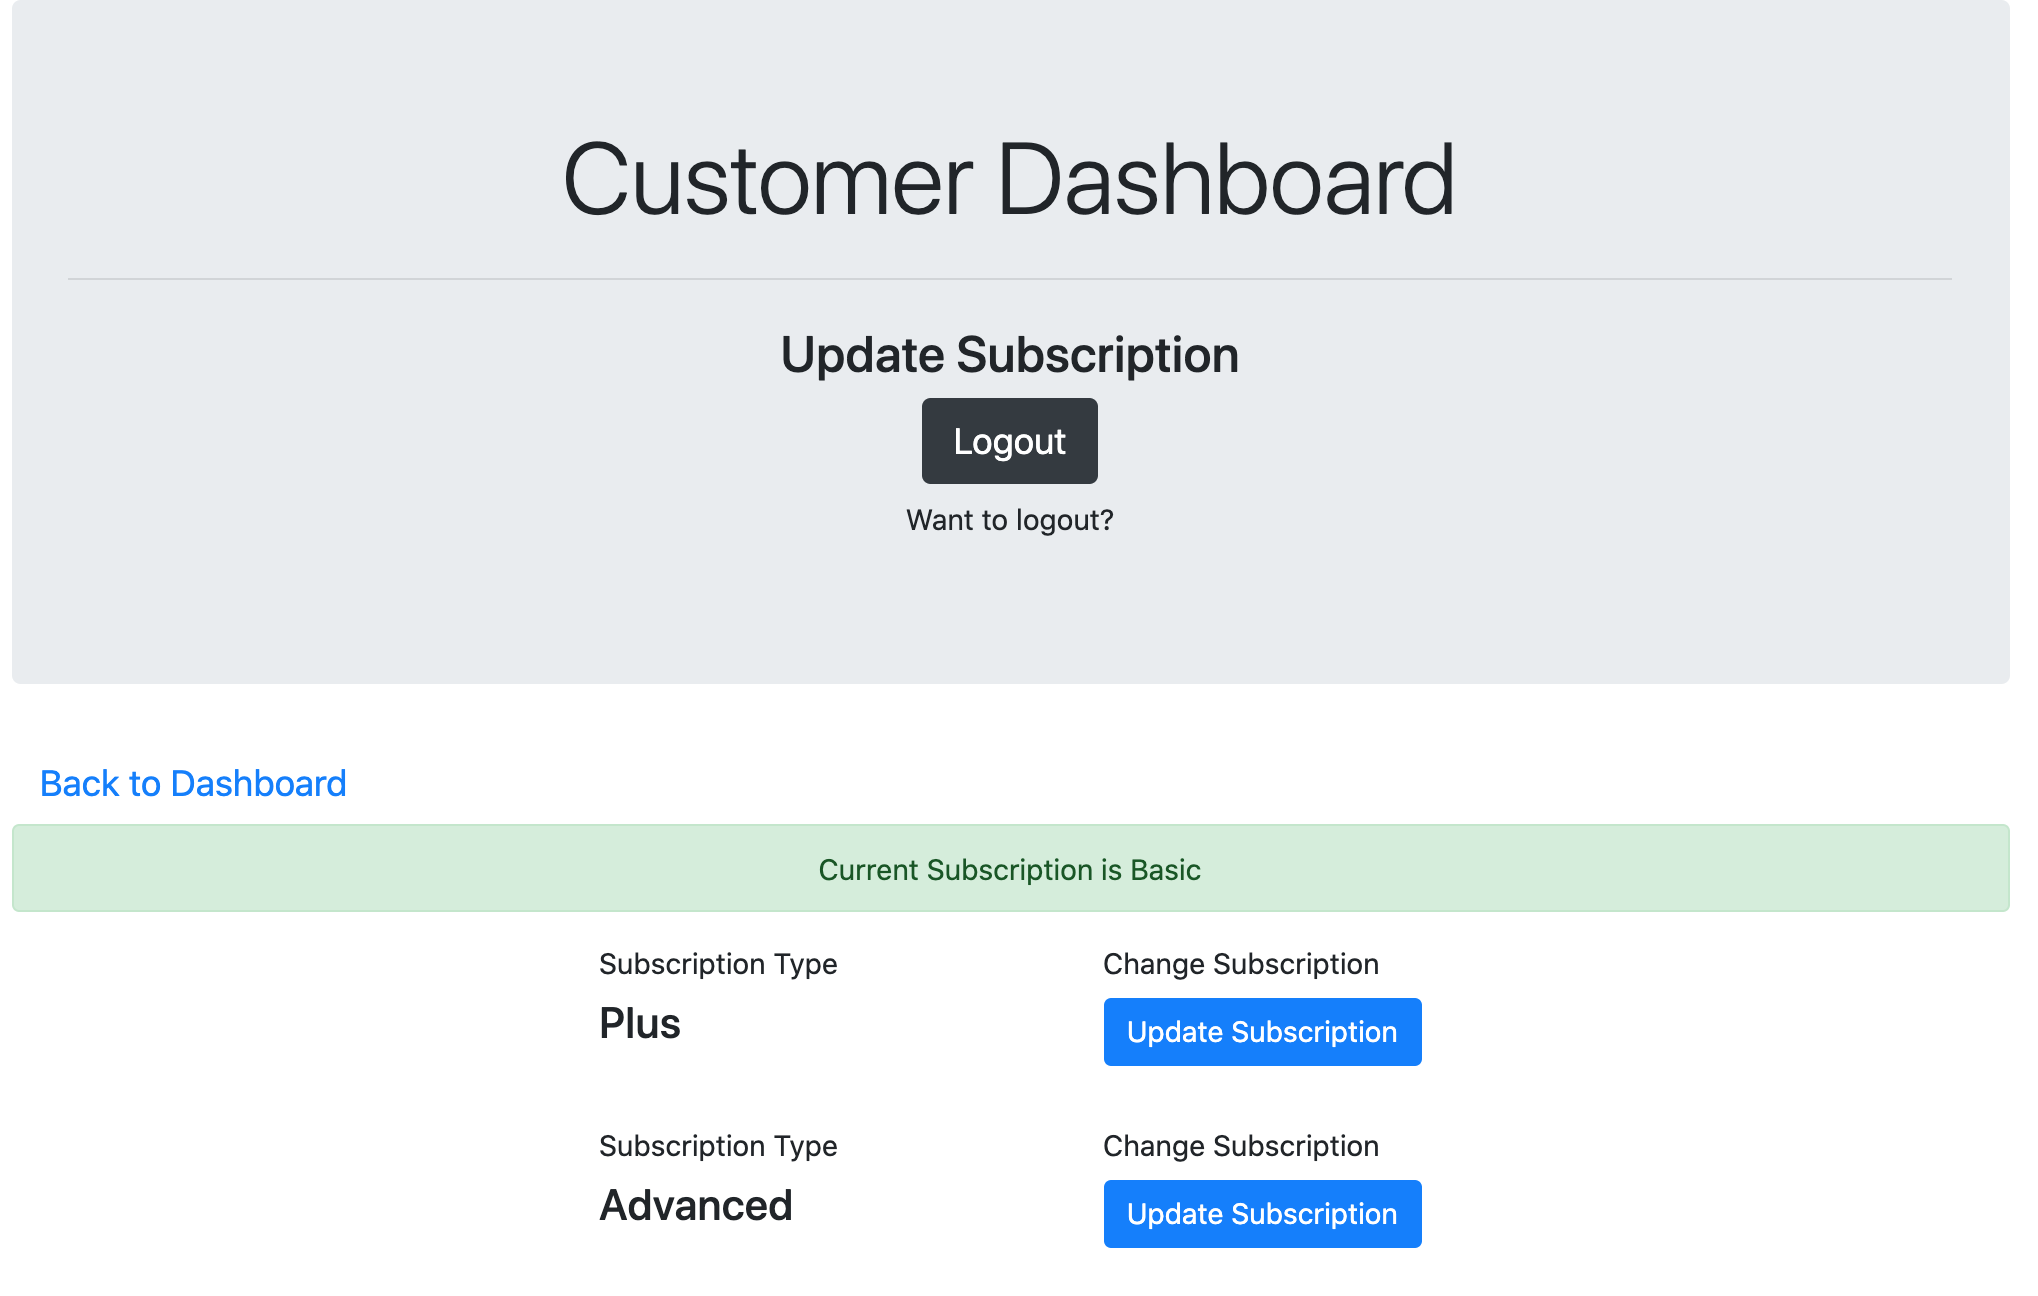 Customer Dashboard
Update Subscription
Logout
Want to logout?
Back to Dashboard
Current Subscription is Basic
Subscription Type
Change Subscription
Plus
Update Subscription
Subscription Type
Change Subscription
Advanced
Update Subscription